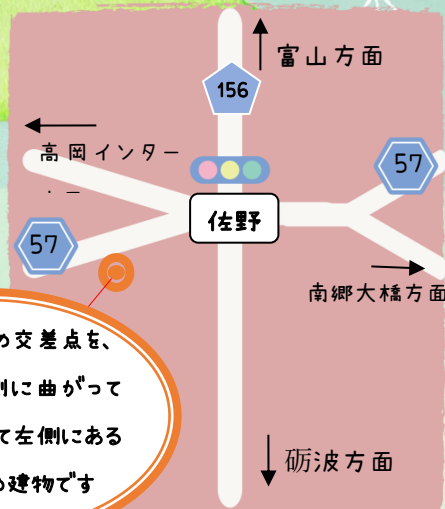 富山方面
156
高岡インター
57
佐野
57
南郷大橋方面
の交差点を、
側に曲がって
て左側にある
の建物です
砺波方面